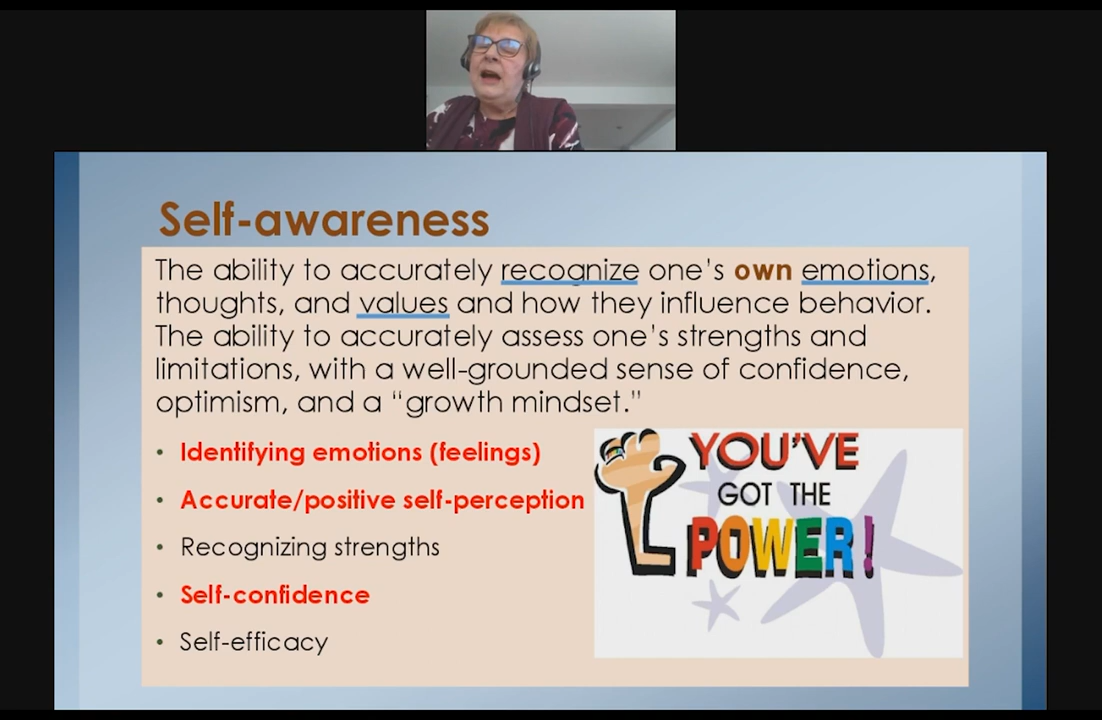 Self-awareness
The ability to accurately recognize one's own emotions,
thoughts, and values and how they influence behavior.
The ability to accurately assess one's strengths and
limitations, with a well-grounded sense of confidence,
optimism, and a "growth mindset."
• Identifying emotions (feelings)
• Accurate/positive self-perception
• Recognizing strengths
• Self-confidence
• Self-efficacy
YOU'VE
GOT THE
POWER!